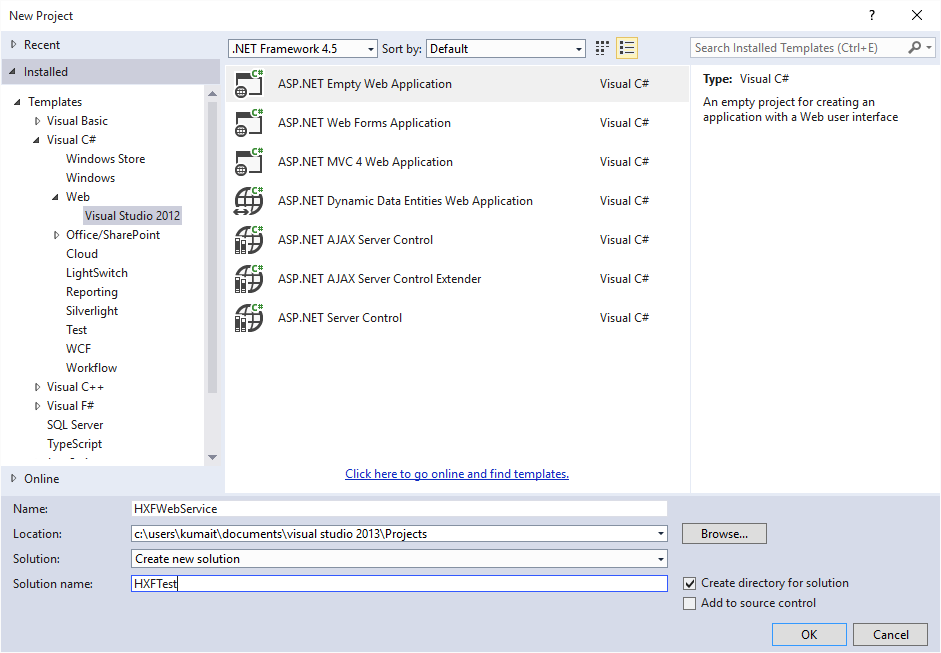 New Project
?
Recent
.NET Framework 4.5
Sort by:
Default
Search Installed Templates (Ctrl+E)
Installed
Templates
Visual Basic
Visual C#
Windows Store
Windows
Web
Visual Studio 2012
Office/SharePoint
Cloud
LightSwitch
Reporting
Silverlight
Test
WCF
Workflow
Visual C++
Visual F#
SQL Server
TypeScript
Online
C# ASP.NET Empty Web Application Visual C#
C# ASP.NET Web Forms Application Visual C#
C# ASP.NET MVC 4 Web Application Visual C#
C# ASP.NET Dynamic Data Entities Web Application Visual C#
C# ASP.NET AJAX Server Control Visual C#
C# ASP.NET AJAX Server Control Extender Visual C#
C# ASP.NET Server Control Visual C#
Click here to go online and find templates.
Type: Visual C#
An empty project for creating an
application with a Web user interface
Name: HXFWebService
Location: c:\users\kumait\documents\visual studio 2013\Projects
Browse...
Solution: Create new solution
Solution name: HXFTest
Create directory for solution
Add to source control
OK
Cancel